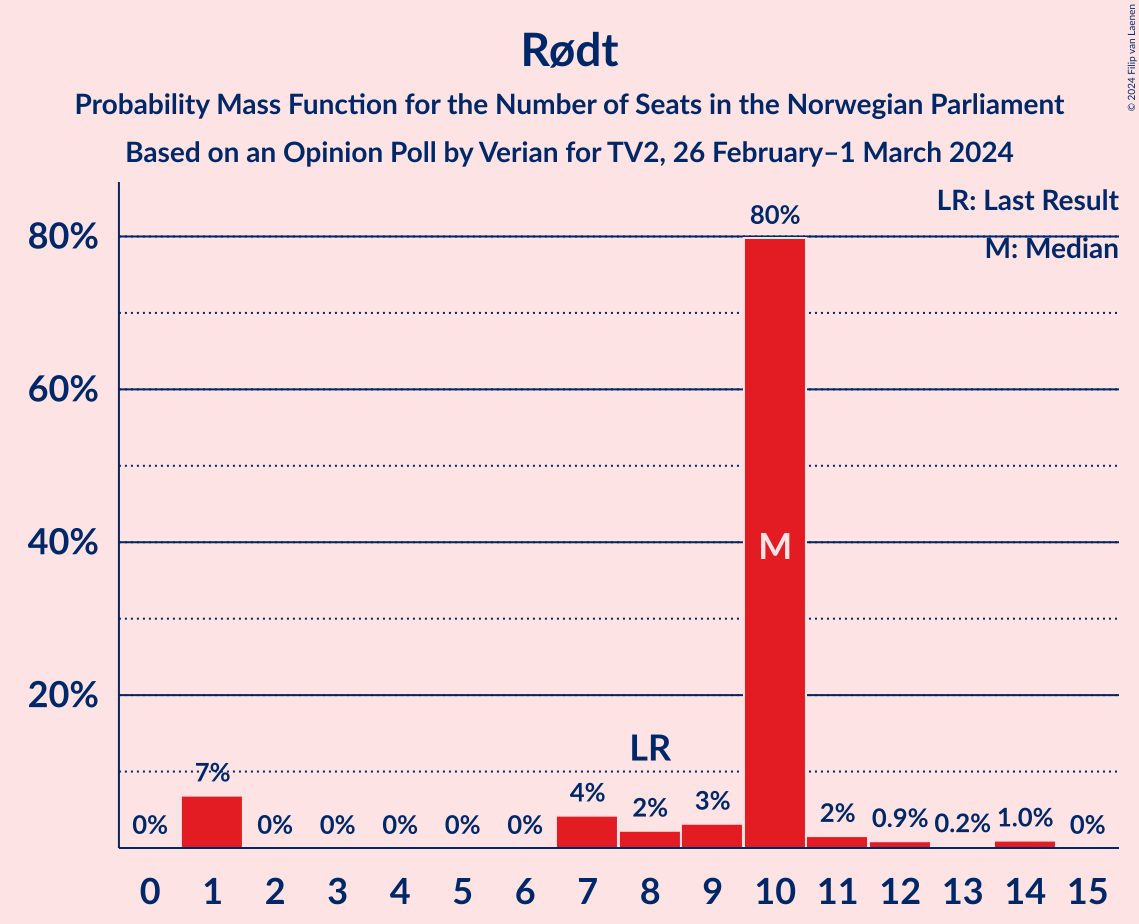 Rødt
Probability Mass Function for the Number of Seats in the Norwegian Parliament
Based on an Opinion Poll by Verian for TV2, 26 February–1 March 2024
© 2024 Filip van Laenen
LR: Last Result
M: Median
80%
60%
40%
20%
0% 7% 0% 0% 0% 0% 0% 4% 2% 3% 80% 2% 0.9% 0.2% 1.0% 0%
LR
M
0 1 2 3 4 5 6 7 8 9 10 11 12 13 14 15